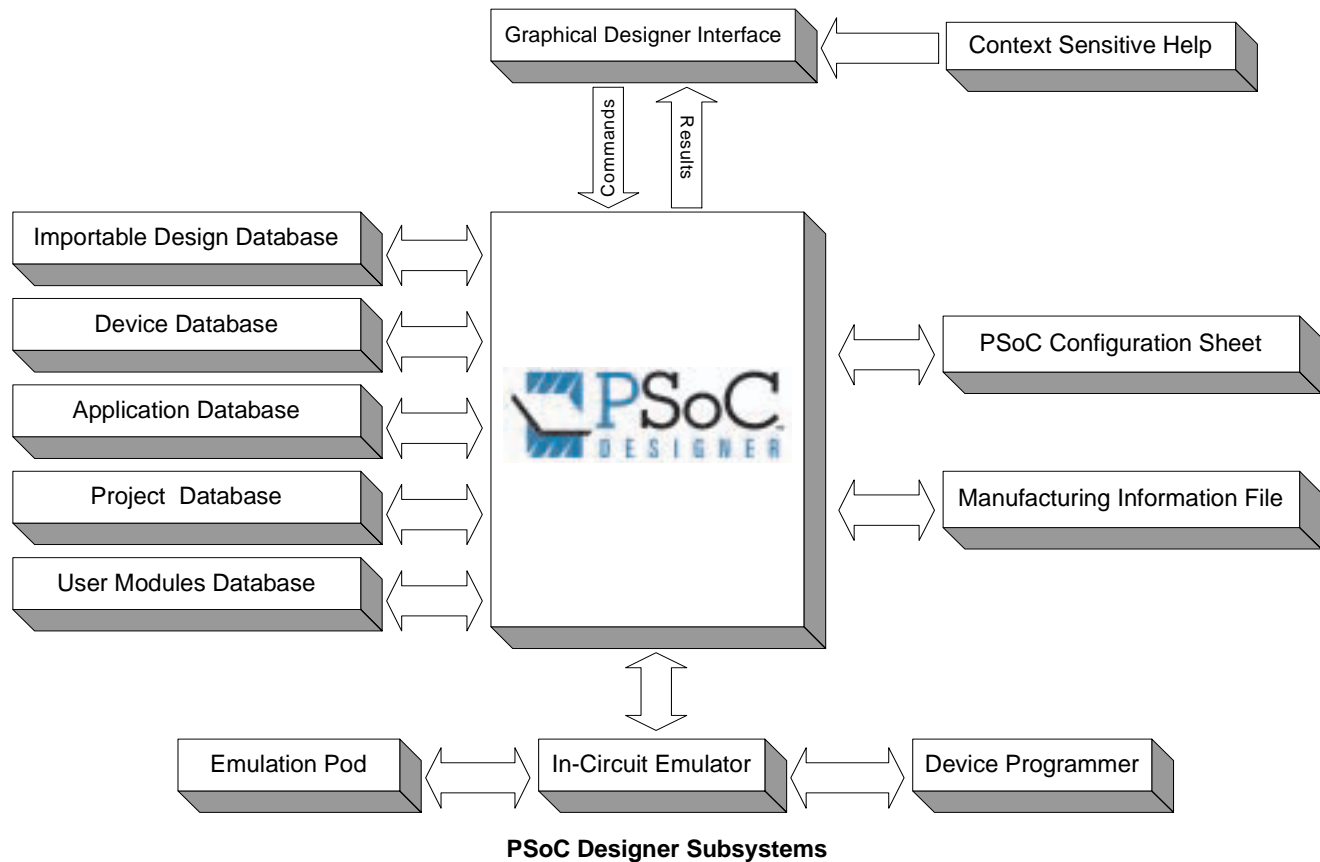 Graphical Designer Interface
Context Sensitive Help
Commands
Results
Importable Design Database
Device Database
Application Database
Project Database
User Modules Database
PSoC™
DESIGNER
PSoC Configuration Sheet
Manufacturing Information File
Emulation Pod
In-Circuit Emulator
Device Programmer
PSoC Designer Subsystems